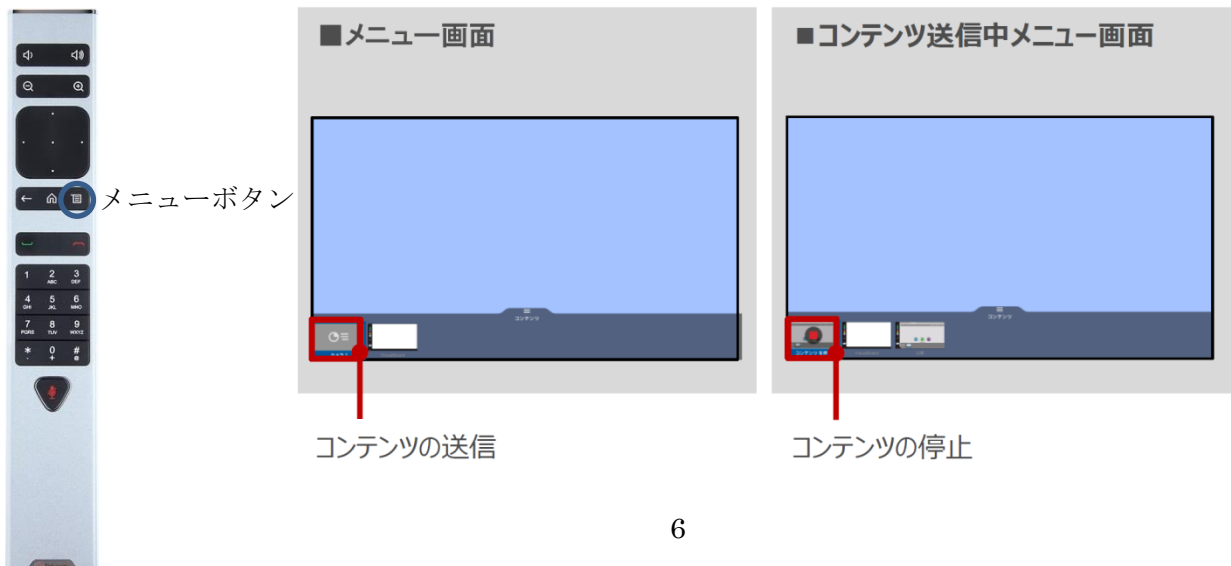 ■メニュー画面
■コンテンツ送信中メニュー画面
メニューボタン
コンテンツ
コンテンツ
コンテンツの送信
コンテンツの停止
1 2 3
ABC DEF
4 5 6
GHI JKL MNO
7 8 9
PQRS TUV WXYZ
* 0 #
. + @
6